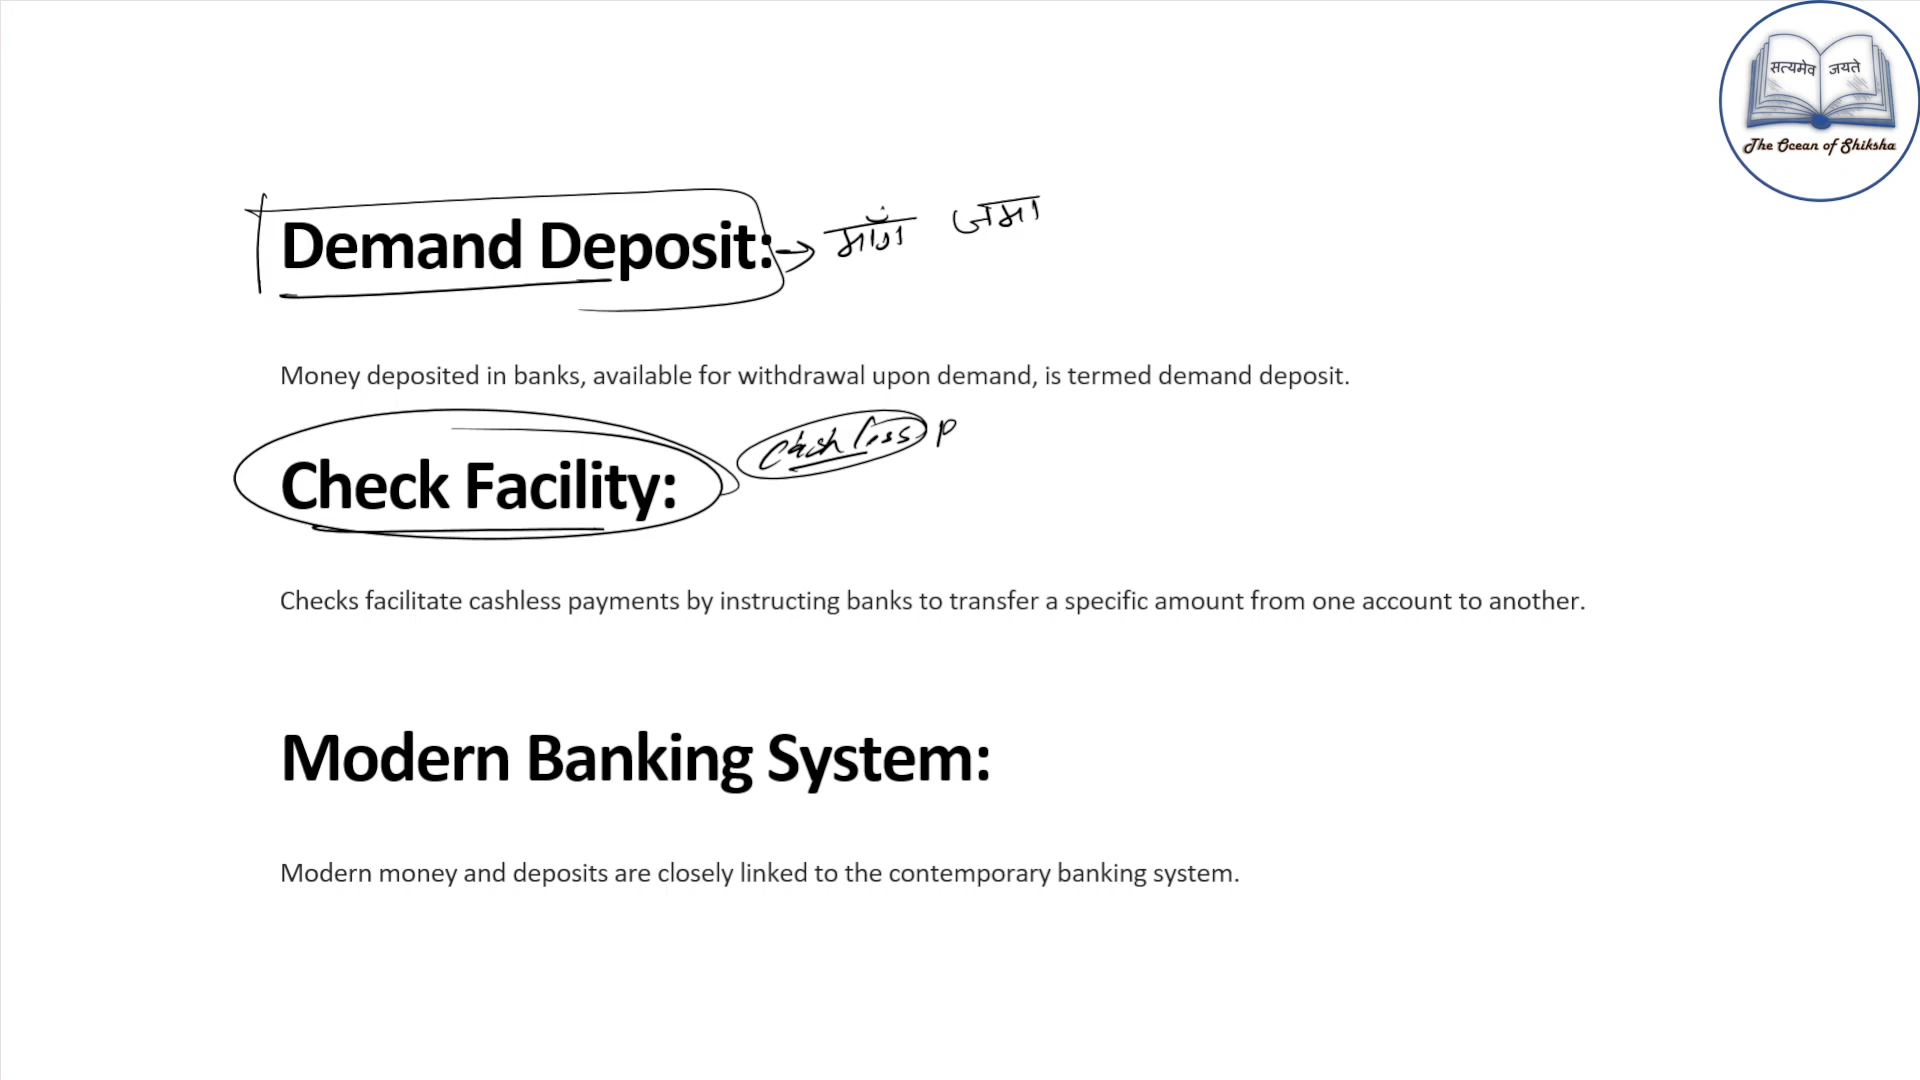 सत्यमेव जयते
The Ocean of Shiksha
Demand Deposit: → माँग जमा
Money deposited in banks, available for withdrawal upon demand, is termed demand deposit.
Check Facility: Cash less P
Checks facilitate cashless payments by instructing banks to transfer a specific amount from one account to another.
Modern Banking System:
Modern money and deposits are closely linked to the contemporary banking system.